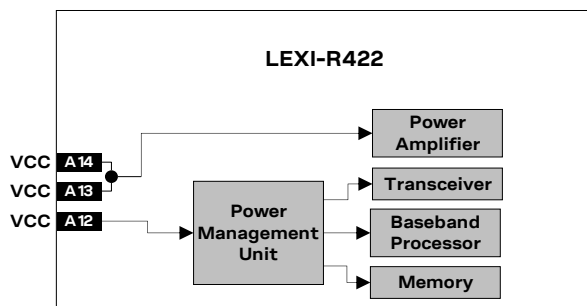 LEXI-R422
Power
Amplifier
VCC A14
VCC A13
VCC A12
Transceiver
Power
Management
Unit
Baseband
Processor
Memory